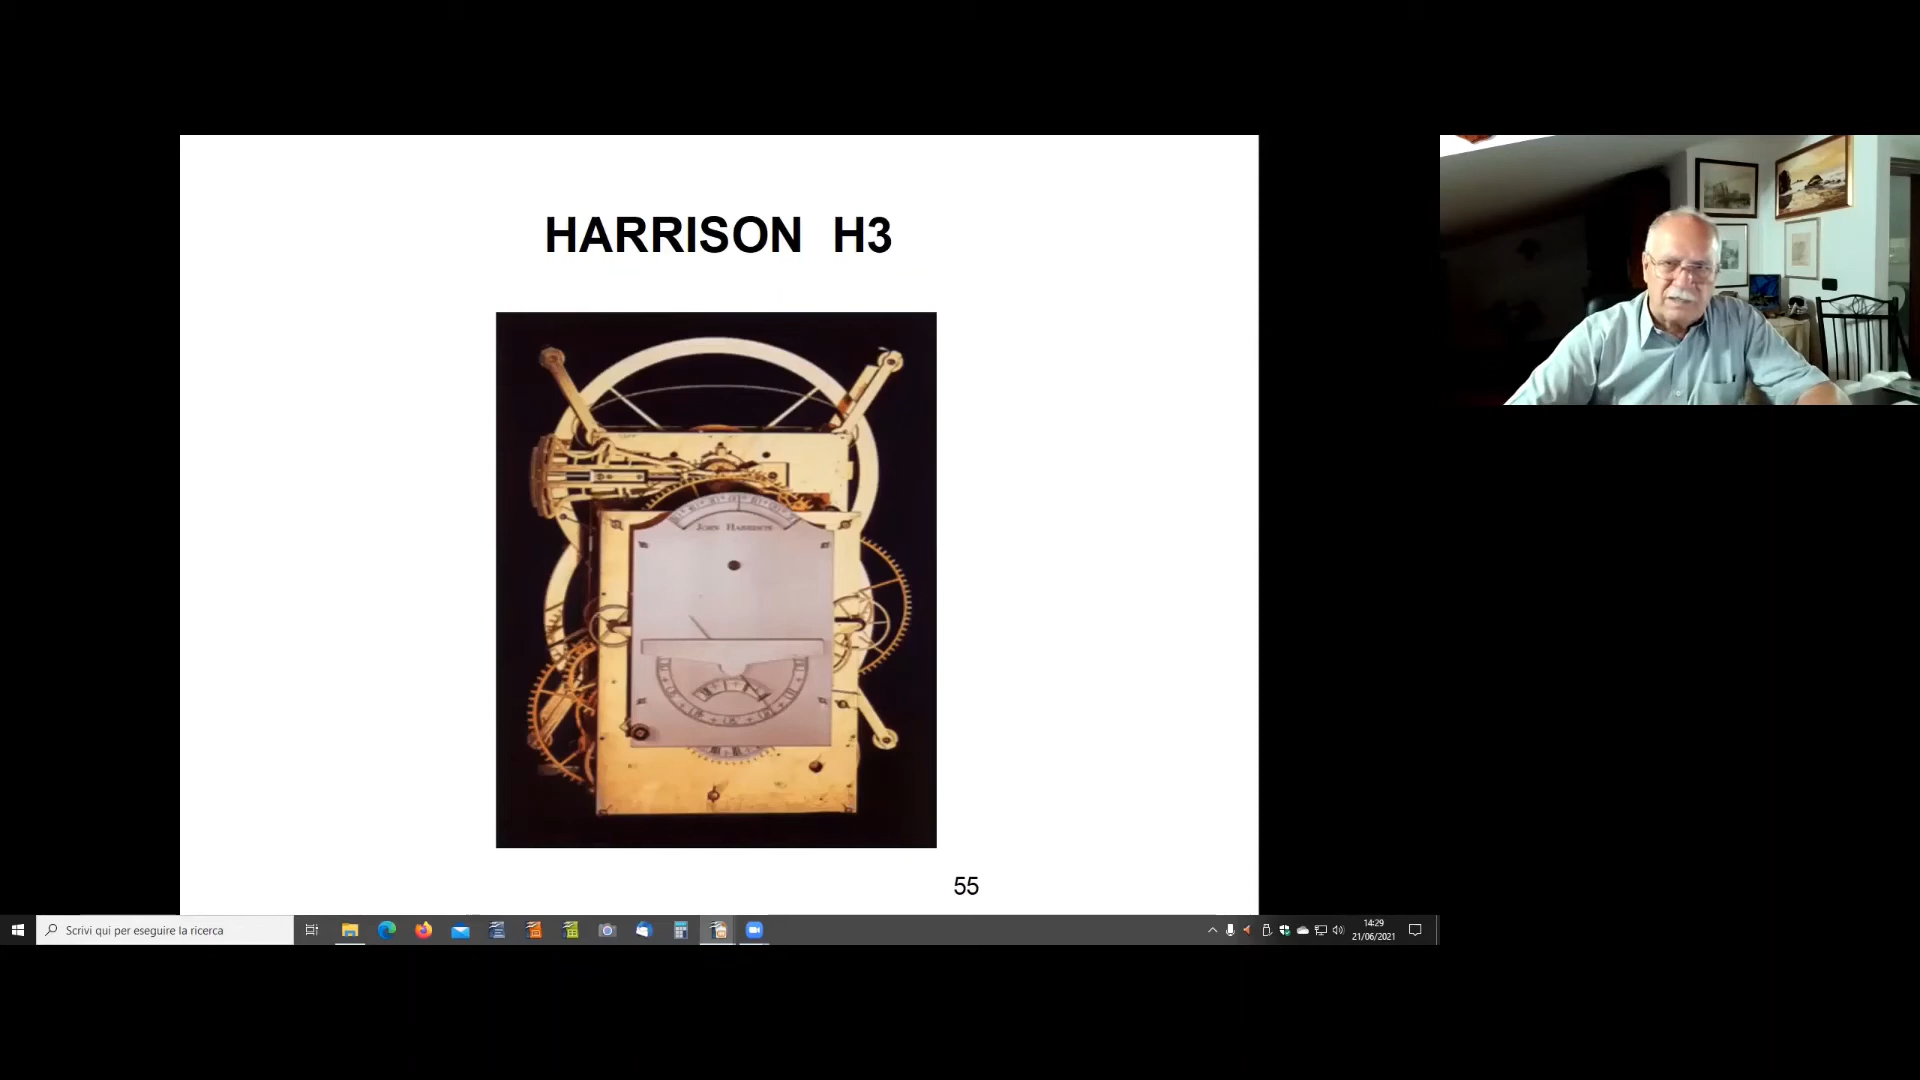 HARRISON H3
JOHN HARRISON
55
Scrivi qui per eseguire la ricerca
14:29
21/06/2021